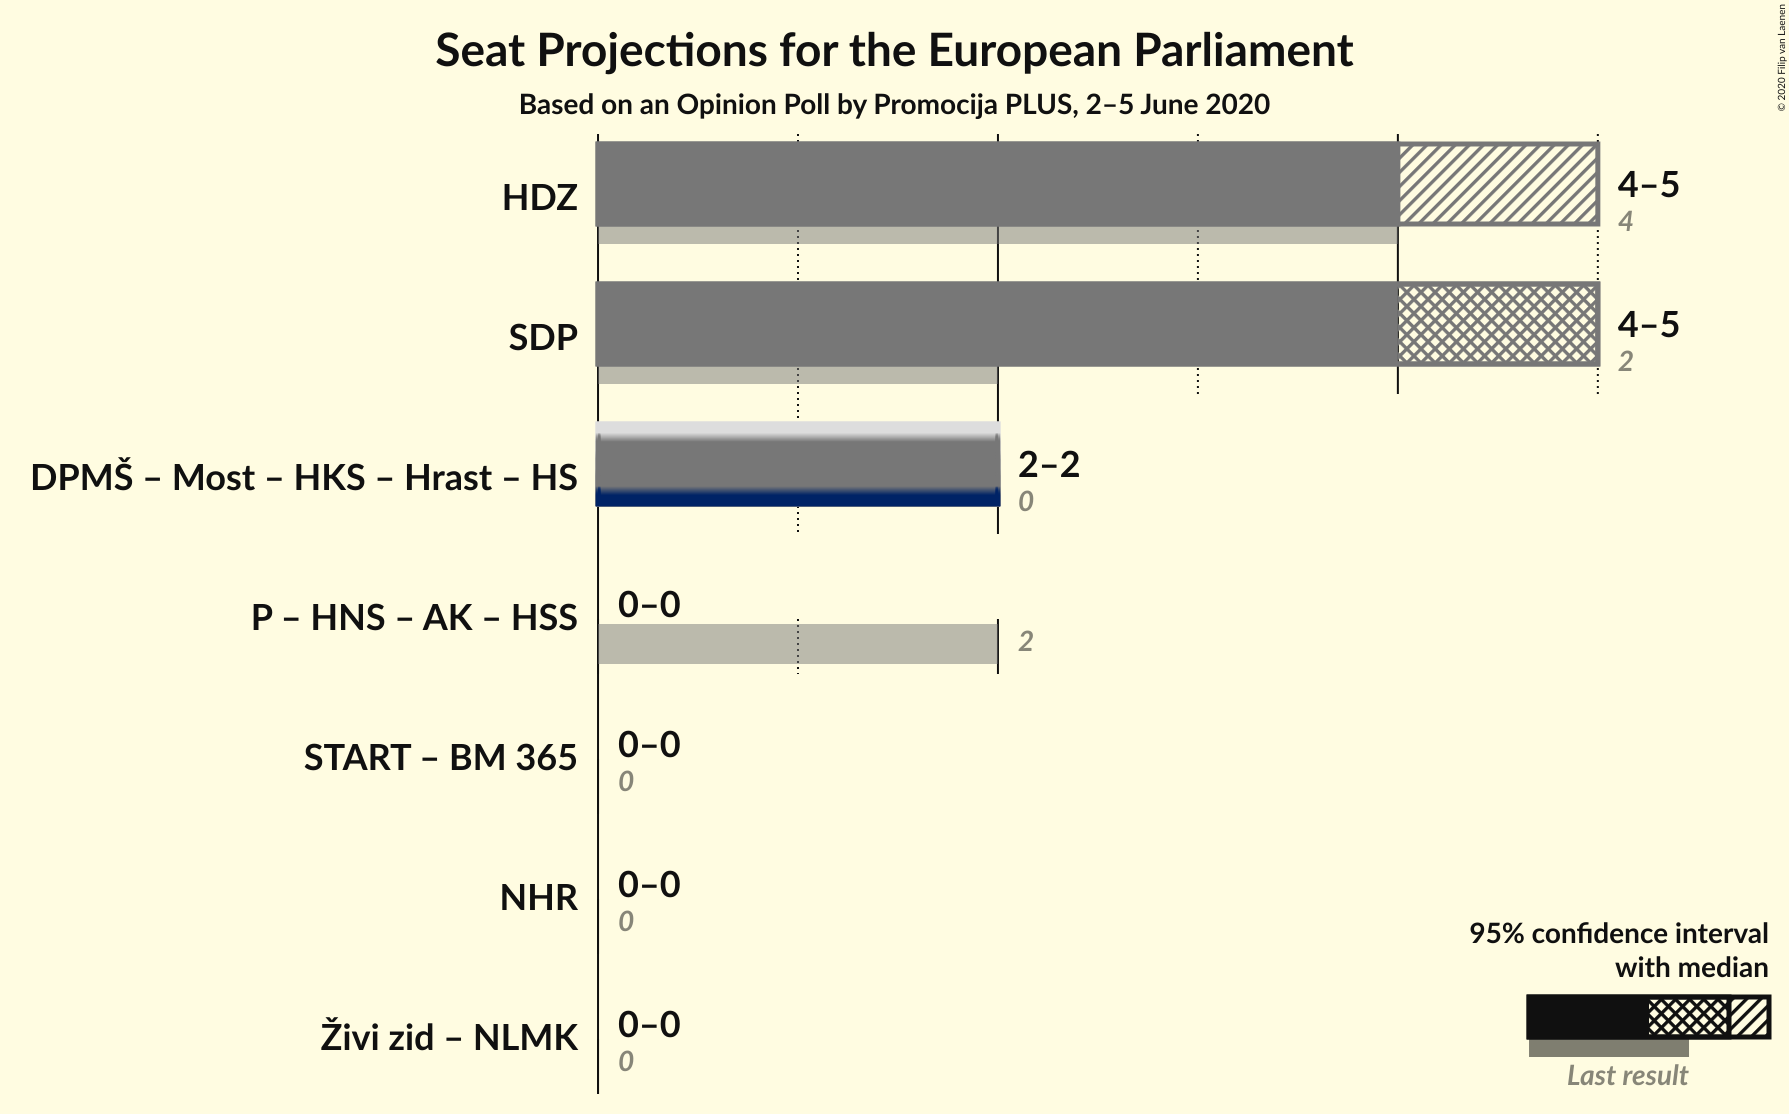 Seat Projections for the European Parliament
Based on an Opinion Poll by Promocija PLUS, 2–5 June 2020
© 2020 Filip van Laenen
HDZ
4–5
4
SDP
4–5
2
DPMŠ – Most – HKS – Hrast – HS
2–2
0
P – HNS – AK – HSS
0–0
2
START – BM 365
0–0
0
NHR
0–0
0
Živi zid – NLMK
0–0
0
95% confidence interval
with median
Last result